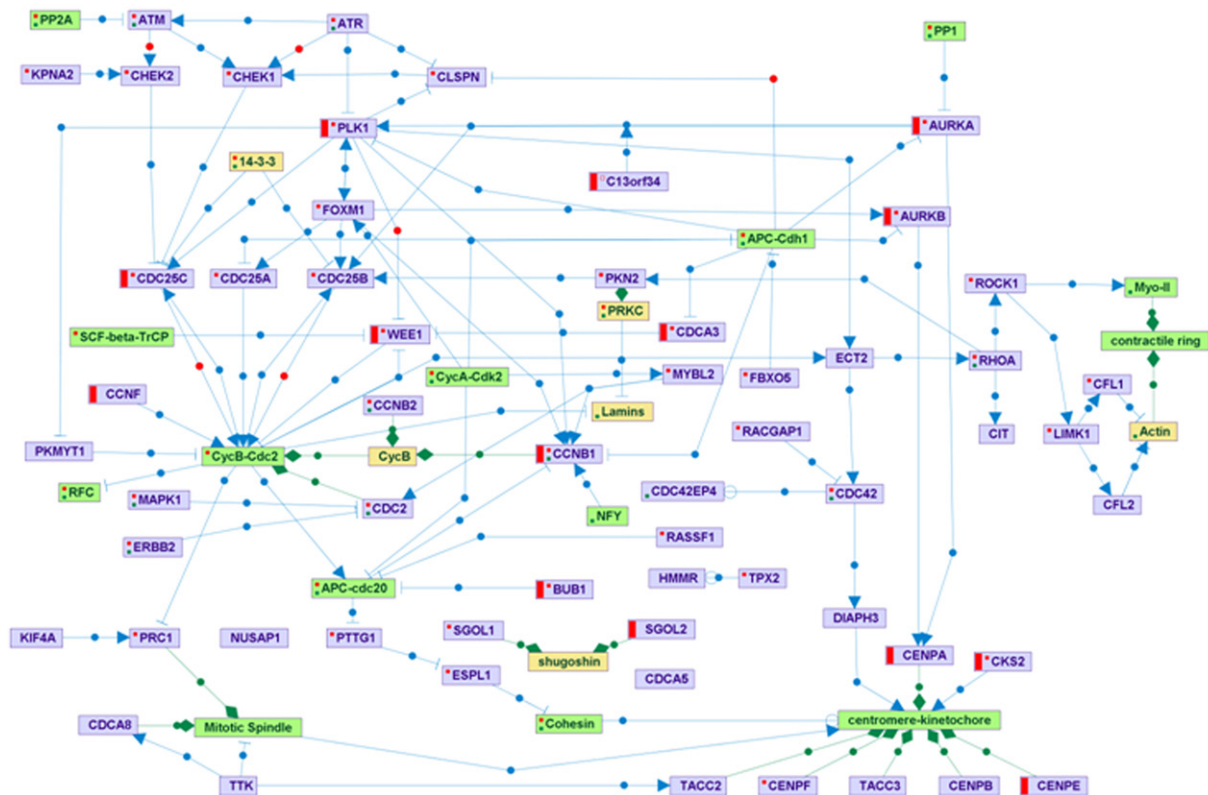 PP2A
ATM
ATR
PP1
KPNA2
CHEK2
CHEK1
CLSPN
PLK1
AURKA
14-3-3
C13orf34
FOXM1
AURKB
APC-Cdh1
CDC25C
CDC25A
CDC25B
PKN2
ROCK1
Myo-II
PRKC
SCF-beta-TrCP
WEE1
CDCA3
contractile ring
ECT2
RHOA
CycA-Cdk2
MYBL2
FBXO5
CCNF
CCNB2
Lamins
CFL1
RACGAP1
CIT
LIMK1
Actin
PKMYT1
CycB-Cdc2
CycB
CCNB1
RFC
MAPK1
CDC2
CDC42EP4
CDC42
CFL2
NFY
ERBB2
RASSF1
APC-cdc20
BUB1
HMMR
TPX2
DIAPH3
KIF4A
PRC1
NUSAP1
PTTG1
SGOL1
SGOL2
shugoshin
CENPA
CKS2
ESPL1
CDCA5
CDCA8
Mitotic Spindle
Cohesin
centromere-kinetochore
TTK
TACC2
CENPF
TACC3
CENPB
CENPE